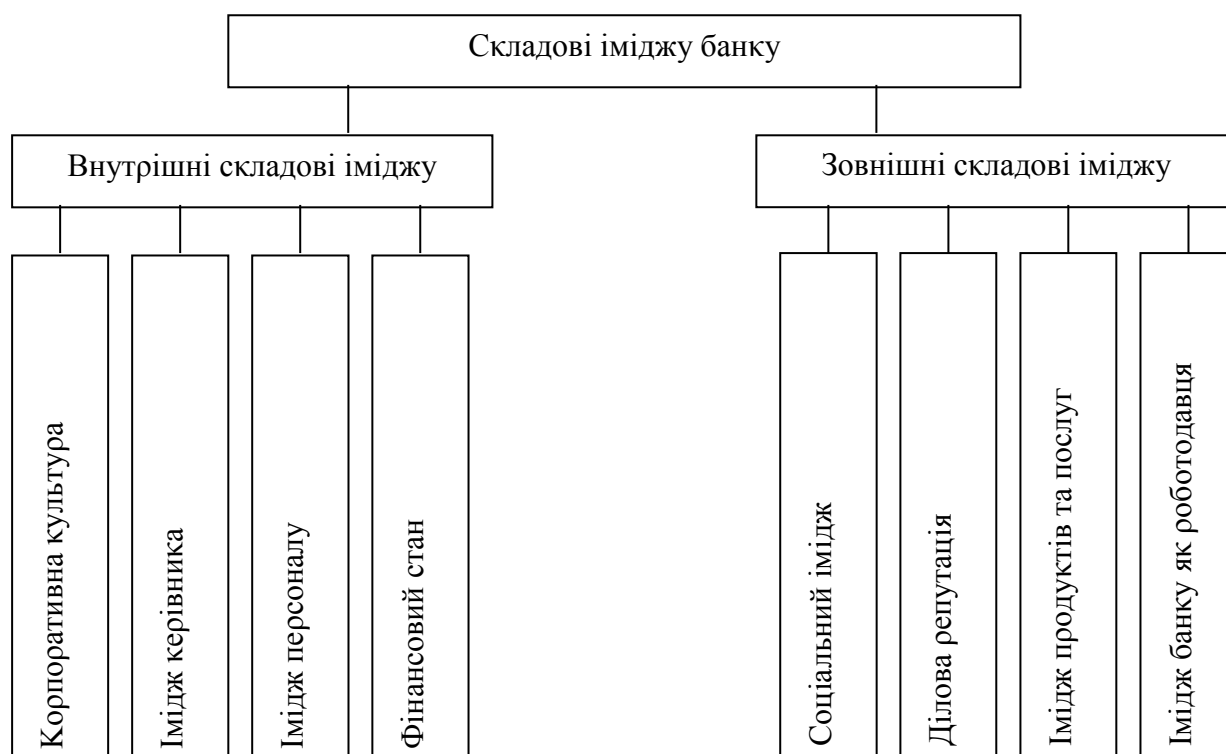 Складові іміджу банку
Внутрішні складові іміджу
Зовнішні складові іміджу
Корпоративна культура
Імідж керівника
Імідж персоналу
Фінансовий стан
Соціальний імідж
Ділова репутація
Імідж продуктів та послуг
Імідж банку як роботодавця